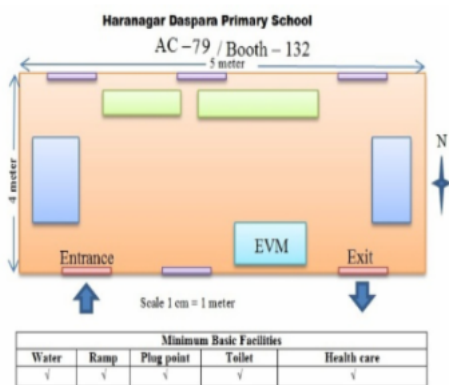 Haranagar Daspara Primary School
AC -79 / Booth - 132
5 meter
4 meter
N
EVM
Entrance
Exit
Scale 1 cm = 1 meter
Minimum Basic Facilities
Water Ramp Plug point Toilet Health care
√ √ √ √ √